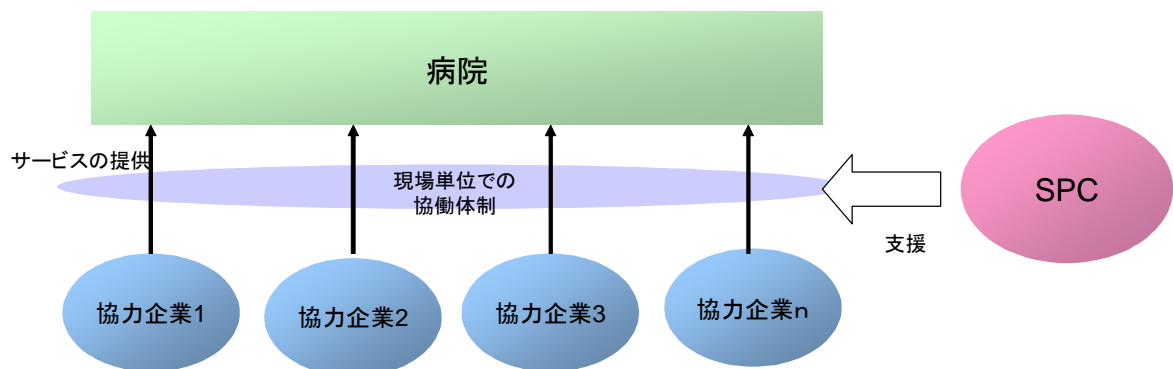 病院
サービスの提供
現場単位での
協働体制
SPC
支援
協力企業1
協力企業2
協力企業3
協力企業ｎ